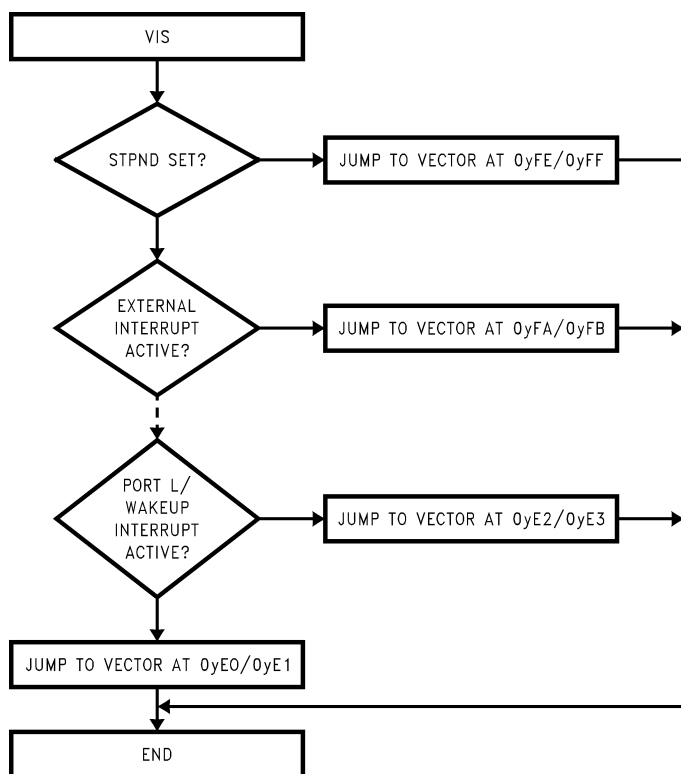 VIS
STPND SET?
JUMP TO VECTOR AT 0yFE/0yFF
EXTERNAL
INTERRUPT
ACTIVE?
JUMP TO VECTOR AT 0yFA/0yFB
PORT L/
WAKEUP
INTERRUPT
ACTIVE?
JUMP TO VECTOR AT 0yE2/0yE3
JUMP TO VECTOR AT 0yE0/0yE1
END